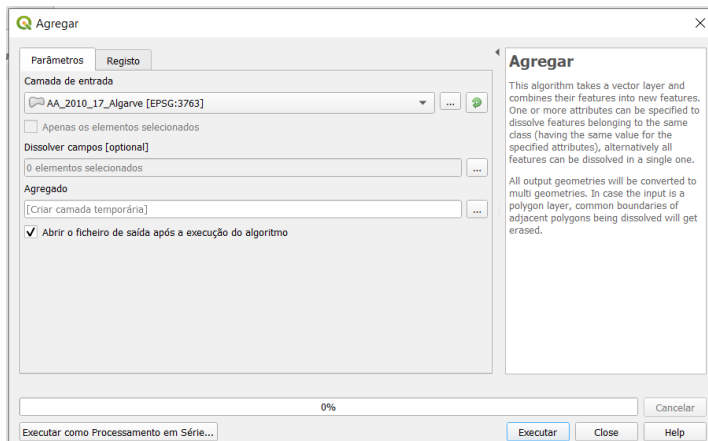 Agregar
Parâmetros
Registo
Camada de entrada
AA_2010_17_Algarve [EPSG:3763]
...
Apenas os elementos selecionados
Dissolver campos [optional]
0 elementos selecionados
...
Agregado
[Criar camada temporária]
...
Abrir o ficheiro de saída após a execução do algoritmo
Agregar
This algorithm takes a vector layer and
combines their features into new features.
One or more attributes can be specified to
dissolve features belonging to the same
class (having the same value for the
specified attributes), alternatively all
features can be dissolved in a single one.
All output geometries will be converted to
multi geometries. In case the input is a
polygon layer, common boundaries of
adjacent polygons being dissolved will get
erased.
0%
Cancelar
Executar como Processamento em Série...
Executar
Close
Help